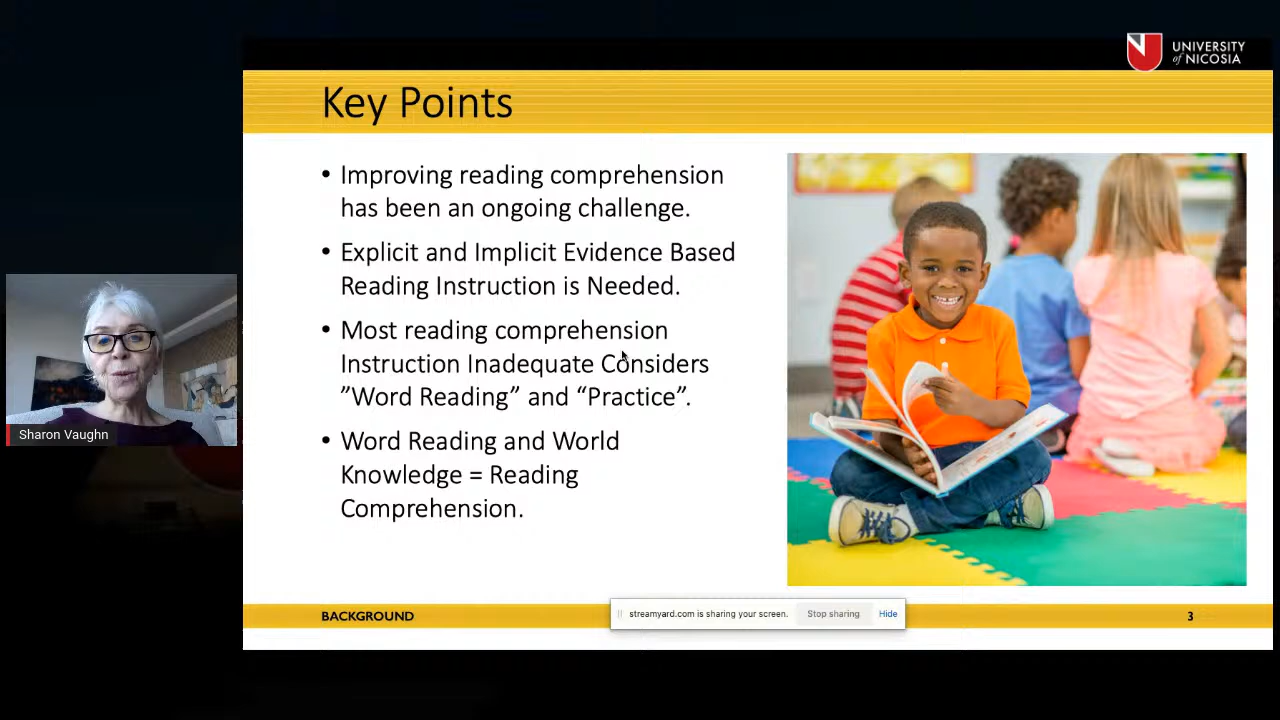 UNIVERSITY
of NICOSIA
Key Points
• Improving reading comprehension
has been an ongoing challenge.
• Explicit and Implicit Evidence Based
Reading Instruction is Needed.
• Most reading comprehension
Instruction Inadequate Considers
”Word Reading” and “Practice”.
• Word Reading and World
Knowledge = Reading
Comprehension.
Sharon Vaughn
BACKGROUND
streamyard.com is sharing your screen.
Stop sharing
Hide
3